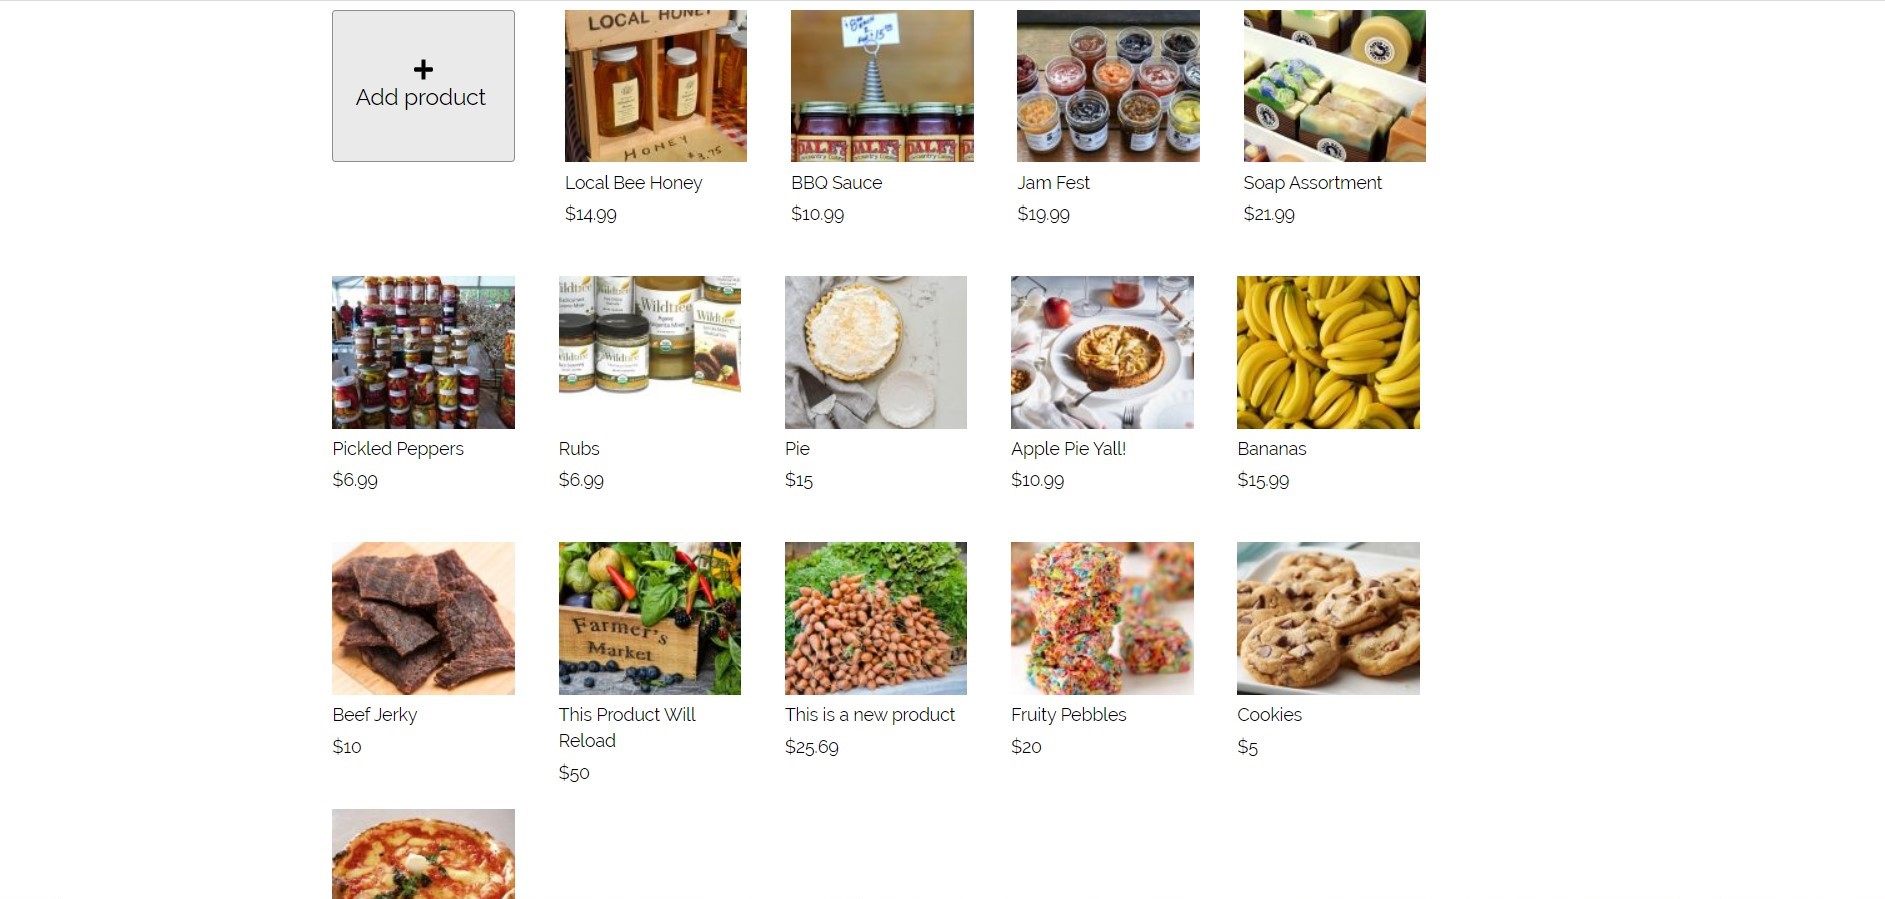 Add product
LOCAL HONEY
HONEY
$3.75
Local Bee Honey
$14.99
DALE'S
DALE'S
DALE'S
BBQ Sauce
$10.99
Jam Fest
$19.99
Soap Assortment
$21.99
Pickled Peppers
$6.99
Wildtree
Wildtree
Wildtree
Wildtree
Rubs
$6.99
Pie
$15
Apple Pie Yall!
$10.99
Bananas
$15.99
Beef Jerky
$10
Farmer's
Market
This Product Will
Reload
$50
This is a new product
$25.69
Fruity Pebbles
$20
Cookies
$5